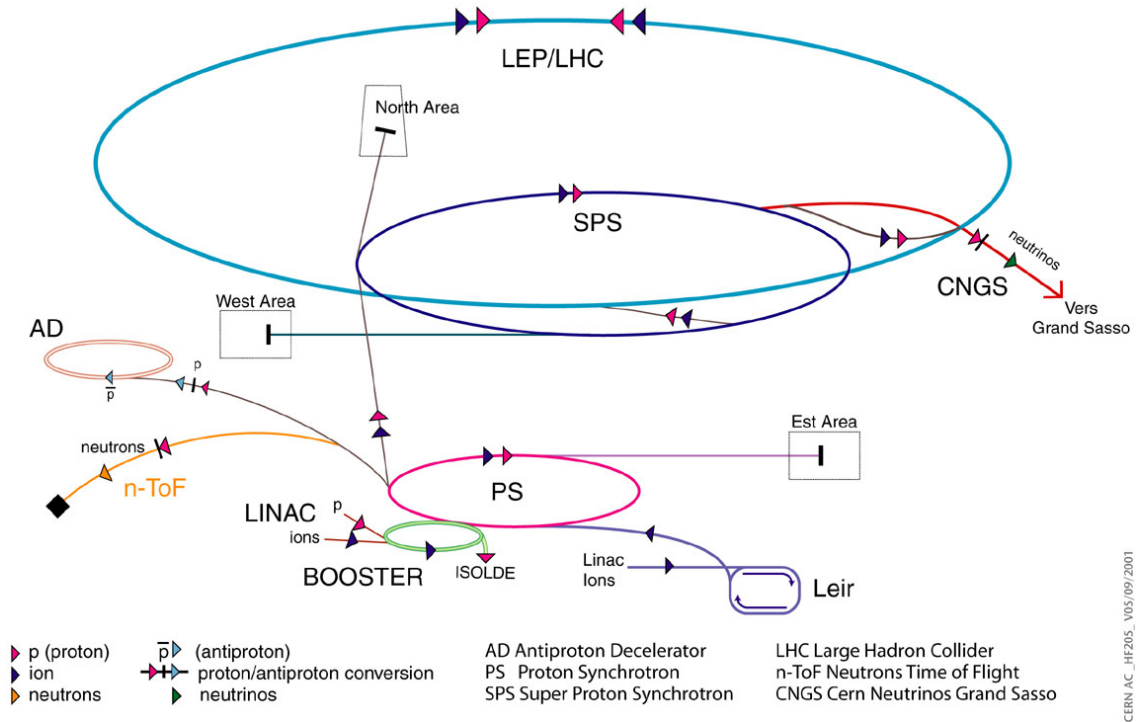 LEP/LHC
North Area
SPS
neutrinos
CNGS
Vers
Grand Sasso
West Area
AD
p
p̅
neutrons
n-ToF
Est Area
PS
LINAC
p
ions
BOOSTER
ISOLDE
Linac
Ions
Leir
p (proton)
ion
neutrons
p̅ (antiproton)
proton/antiproton conversion
neutrinos
AD Antiproton Decelerator
PS Proton Synchrotron
SPS Super Proton Synchrotron
LHC Large Hadron Collider
n-ToF Neutrons Time of Flight
CNGS Cern Neutrinos Grand Sasso
CERN AC _HF205_ V05/09/2001